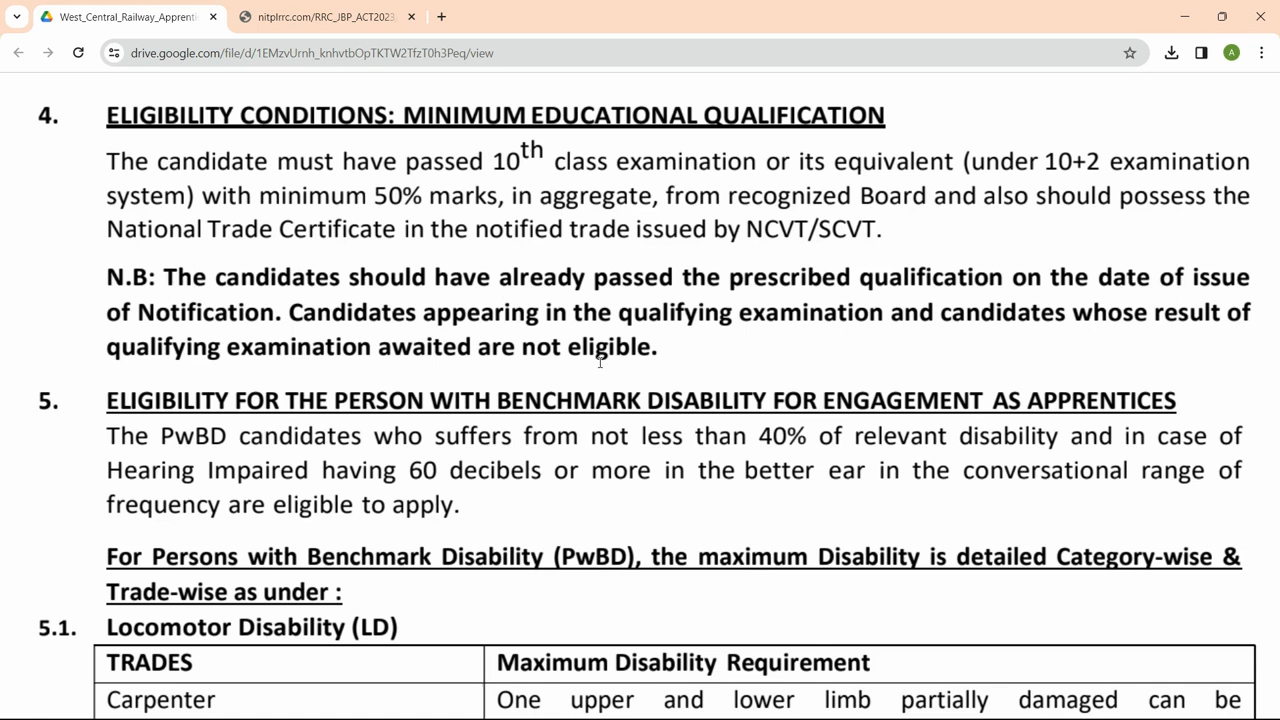 West_Central_Railway_Apprenti
nitplrrc.com/RRC_JBP_ACT2023
drive.google.com/file/d/1EMzvUrnh_knhvtbOpTKTW2TfzT0h3Peq/view
A
4. ELIGIBILITY CONDITIONS: MINIMUM EDUCATIONAL QUALIFICATION
The candidate must have passed 10th class examination or its equivalent (under 10+2 examination
system) with minimum 50% marks, in aggregate, from recognized Board and also should possess the
National Trade Certificate in the notified trade issued by NCVT/SCVT.
N.B: The candidates should have already passed the prescribed qualification on the date of issue
of Notification. Candidates appearing in the qualifying examination and candidates whose result of
qualifying examination awaited are not eligible.
5. ELIGIBILITY FOR THE PERSON WITH BENCHMARK DISABILITY FOR ENGAGEMENT AS APPRENTICES
The PwBD candidates who suffers from not less than 40% of relevant disability and in case of
Hearing Impaired having 60 decibels or more in the better ear in the conversational range of
frequency are eligible to apply.
For Persons with Benchmark Disability (PwBD), the maximum Disability is detailed Category-wise &
Trade-wise as under :
5.1. Locomotor Disability (LD)
TRADES Maximum Disability Requirement
Carpenter One upper and lower limb partially damaged can be